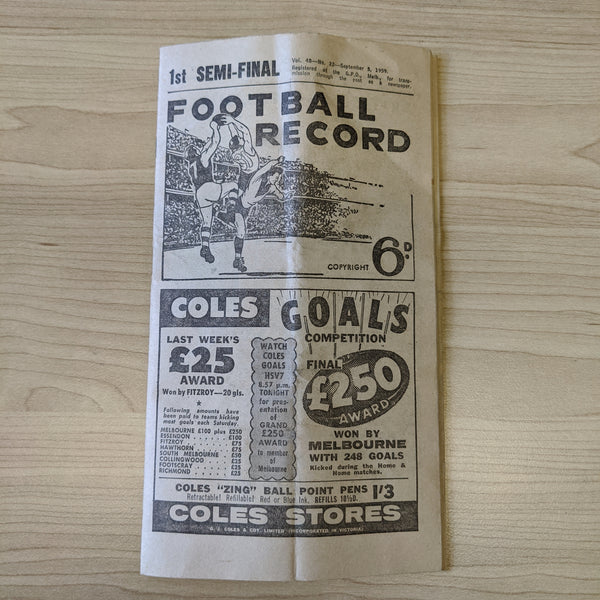 1st SEMI-FINAL
Vol. 48—No. 22—September 5, 1959.
Registered at the G.P.O., Melb., for trans-
mission through the post as a newspaper.
FOOTBALL
RECORD
COPYRIGHT 6D.
COLES
GOALS
COMPETITION
LAST WEEK'S
£25
AWARD
Won by FITZROY—20 gls.
Following amounts have
been paid to teams kicking
most goals each Saturday.
MELBOURNE £100 plus £250
ESSENDON £100
FITZROY £75
HAWTHORN £75
SOUTH MELBOURNE £50
COLLINGWOOD £25
FOOTSCRAY £25
RICHMOND £25
WATCH
COLES
GOALS
HSV7
8.57 p.m.
TONIGHT
for pre-
sentation
of
GRAND
£250
AWARD
to
member
of
Melbourne
FINAL
£250
AWARD
WON BY
MELBOURNE
WITH 248 GOALS
Kicked during the Home &
Home matches.
COLES "ZING" BALL POINT PENS 1'3
Retractable! Refillable! Red or Blue Ink. REFILLS 10½D.
COLES STORES
G. J. COLES & COY. LIMITED (INCORPORATED IN VICTORIA)